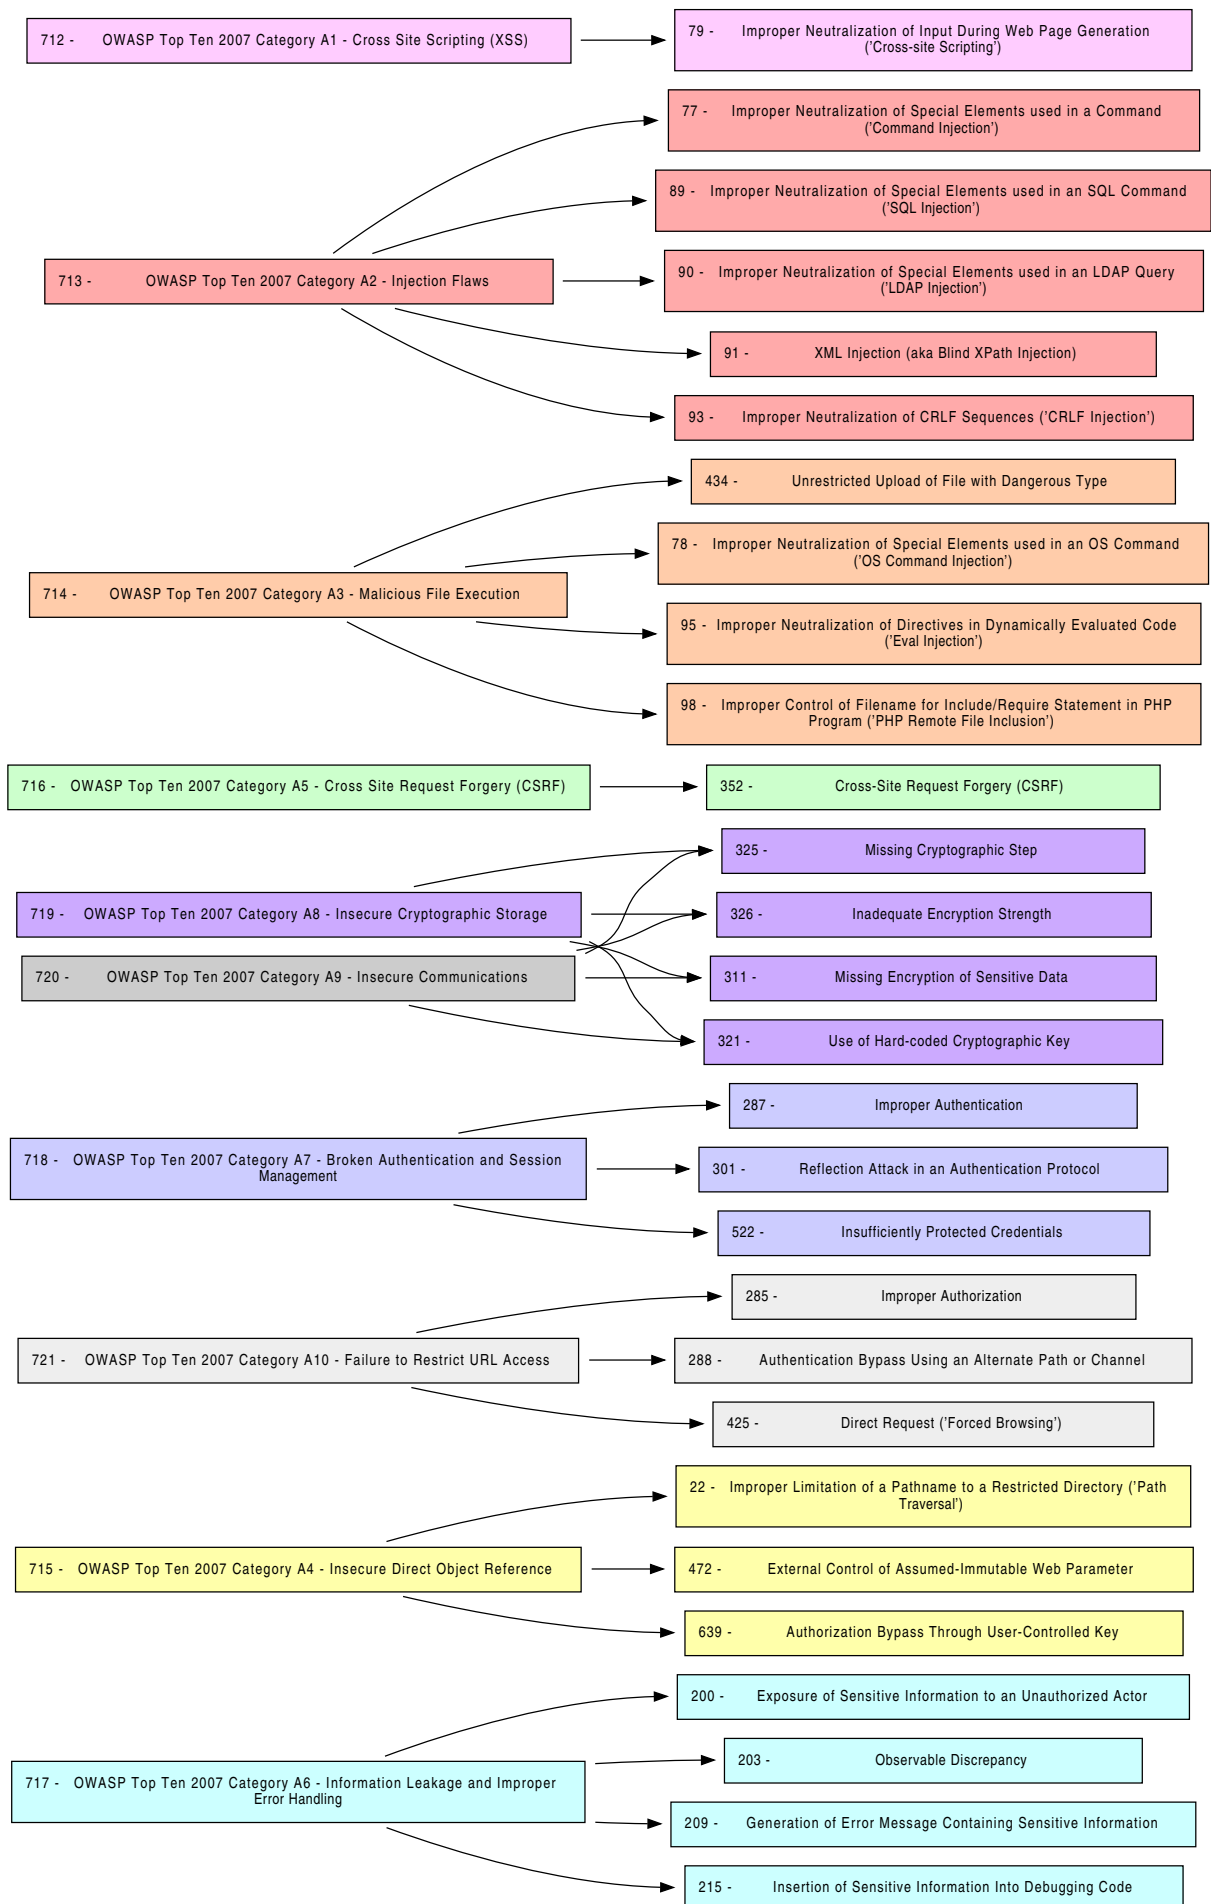 712 - OWASP Top Ten 2007 Category A1 - Cross Site Scripting (XSS)
79 - Improper Neutralization of Input During Web Page Generation
('Cross-site Scripting')
77 - Improper Neutralization of Special Elements used in a Command
('Command Injection')
89 - Improper Neutralization of Special Elements used in an SQL Command
('SQL Injection')
713 - OWASP Top Ten 2007 Category A2 - Injection Flaws
90 - Improper Neutralization of Special Elements used in an LDAP Query
('LDAP Injection')
91 - XML Injection (aka Blind XPath Injection)
93 - Improper Neutralization of CRLF Sequences ('CRLF Injection')
434 - Unrestricted Upload of File with Dangerous Type
78 - Improper Neutralization of Special Elements used in an OS Command
('OS Command Injection')
714 - OWASP Top Ten 2007 Category A3 - Malicious File Execution
95 - Improper Neutralization of Directives in Dynamically Evaluated Code
('Eval Injection')
98 - Improper Control of Filename for Include/Require Statement in PHP
Program ('PHP Remote File Inclusion')
716 - OWASP Top Ten 2007 Category A5 - Cross Site Request Forgery (CSRF)
352 - Cross-Site Request Forgery (CSRF)
325 - Missing Cryptographic Step
719 - OWASP Top Ten 2007 Category A8 - Insecure Cryptographic Storage
326 - Inadequate Encryption Strength
720 - OWASP Top Ten 2007 Category A9 - Insecure Communications
311 - Missing Encryption of Sensitive Data
321 - Use of Hard-coded Cryptographic Key
287 - Improper Authentication
718 - OWASP Top Ten 2007 Category A7 - Broken Authentication and Session
Management
301 - Reflection Attack in an Authentication Protocol
522 - Insufficiently Protected Credentials
285 - Improper Authorization
721 - OWASP Top Ten 2007 Category A10 - Failure to Restrict URL Access
288 - Authentication Bypass Using an Alternate Path or Channel
425 - Direct Request ('Forced Browsing')
22 - Improper Limitation of a Pathname to a Restricted Directory ('Path
Traversal')
715 - OWASP Top Ten 2007 Category A4 - Insecure Direct Object Reference
472 - External Control of Assumed-Immutable Web Parameter
639 - Authorization Bypass Through User-Controlled Key
200 - Exposure of Sensitive Information to an Unauthorized Actor
203 - Observable Discrepancy
717 - OWASP Top Ten 2007 Category A6 - Information Leakage and Improper
Error Handling
209 - Generation of Error Message Containing Sensitive Information
215 - Insertion of Sensitive Information Into Debugging Code